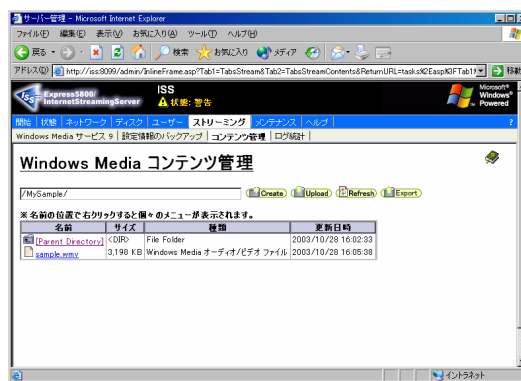 サーバー管理 - Microsoft Internet Explorer
ファイル(F) 編集(E) 表示(V) お気に入り(A) ツール(T) ヘルプ(H)
戻る 検索 お気に入り メディア
アドレス(D) http://iss:8099/admin/InlineFrame.asp?Tab1=TabsStream&Tab2=TabsStreamContents&ReturnURL=tasks%2Easp%3FTab1 移動
Express5800/
InternetStreamingServer
ISS
状態: 警告
Microsoft®
Windows®
Powered
開始 状態 ネットワーク ディスク ユーザー ストリーミング メンテナンス ヘルプ ?
Windows Media サービス 9 設定情報のバックアップ コンテンツ管理 ログ統計
Windows Media コンテンツ管理
/MySample/ Create Upload Refresh Export
※ 名前の位置で右クリックすると個々のメニューが表示されます。
名前 サイズ 種類 更新日時
[Parent Directory] <DIR> File Folder 2003/10/28 16:02:33
sample.wmv 3,198 KB Windows Media オーディオ/ビデオ ファイル 2003/10/28 16:05:38
イントラネット